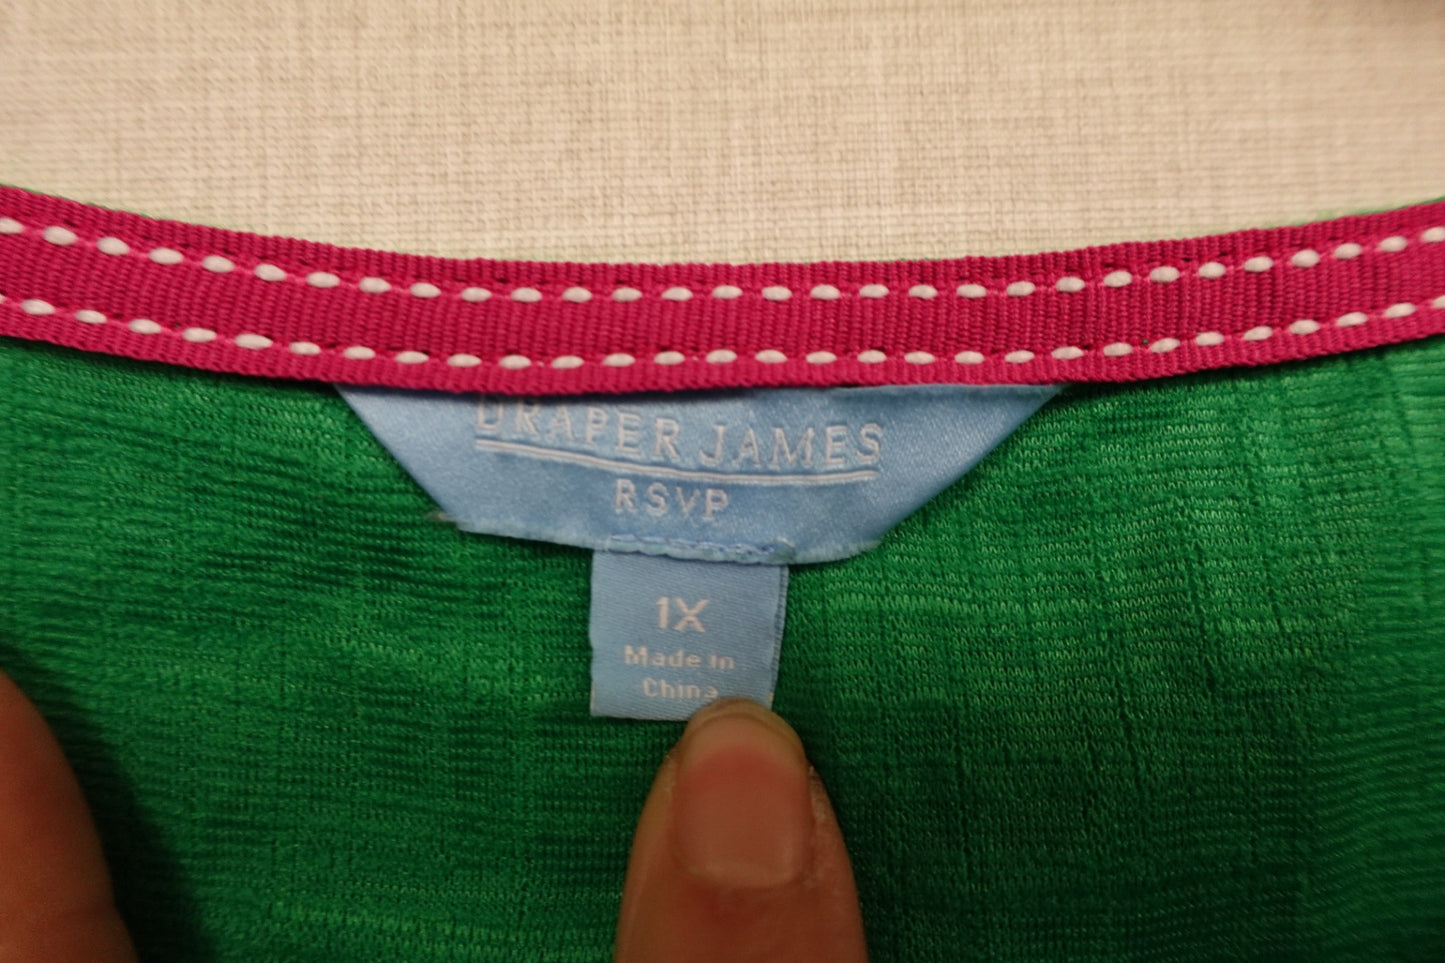 DRAPER JAMES
RSVP
1X
Made in
China